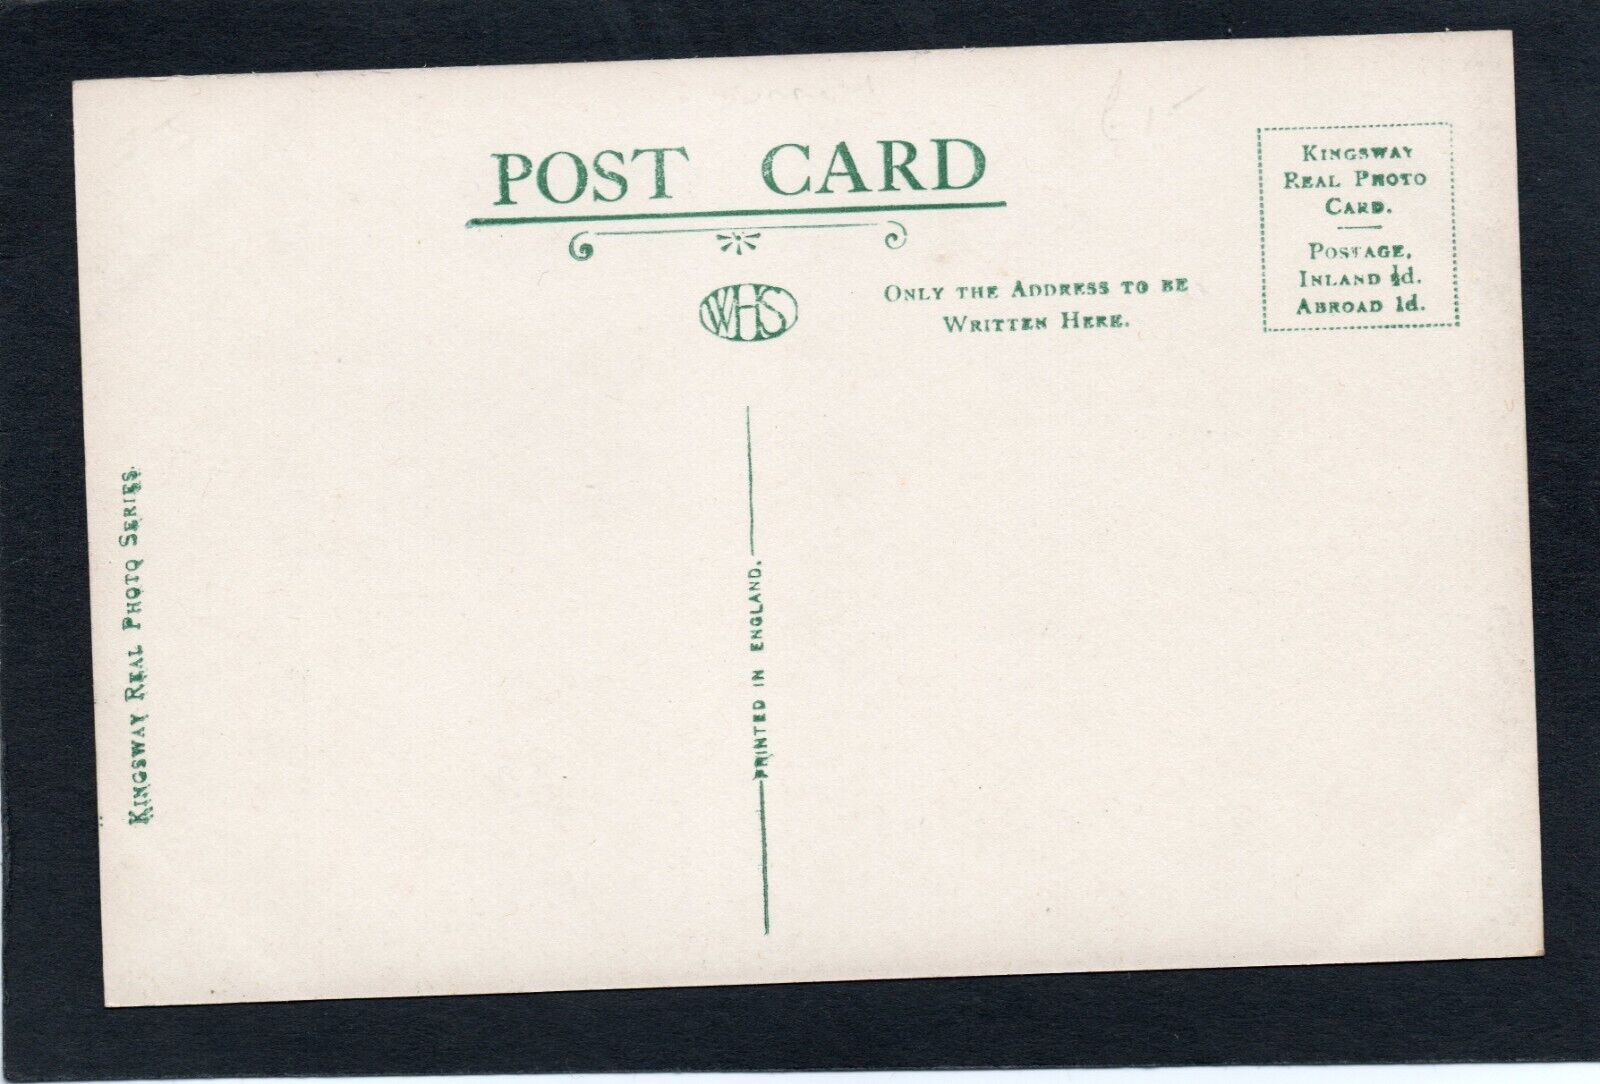 POST CARD
KINGSWAY
REAL PHOTO
CARD.
POSTAGE,
INLAND ½d.
ABROAD 1d.
WHS
ONLY THE ADDRESS TO BE
WRITTEN HERE.
KINGSWAY REAL PHOTO SERIES.
PRINTED IN ENGLAND.